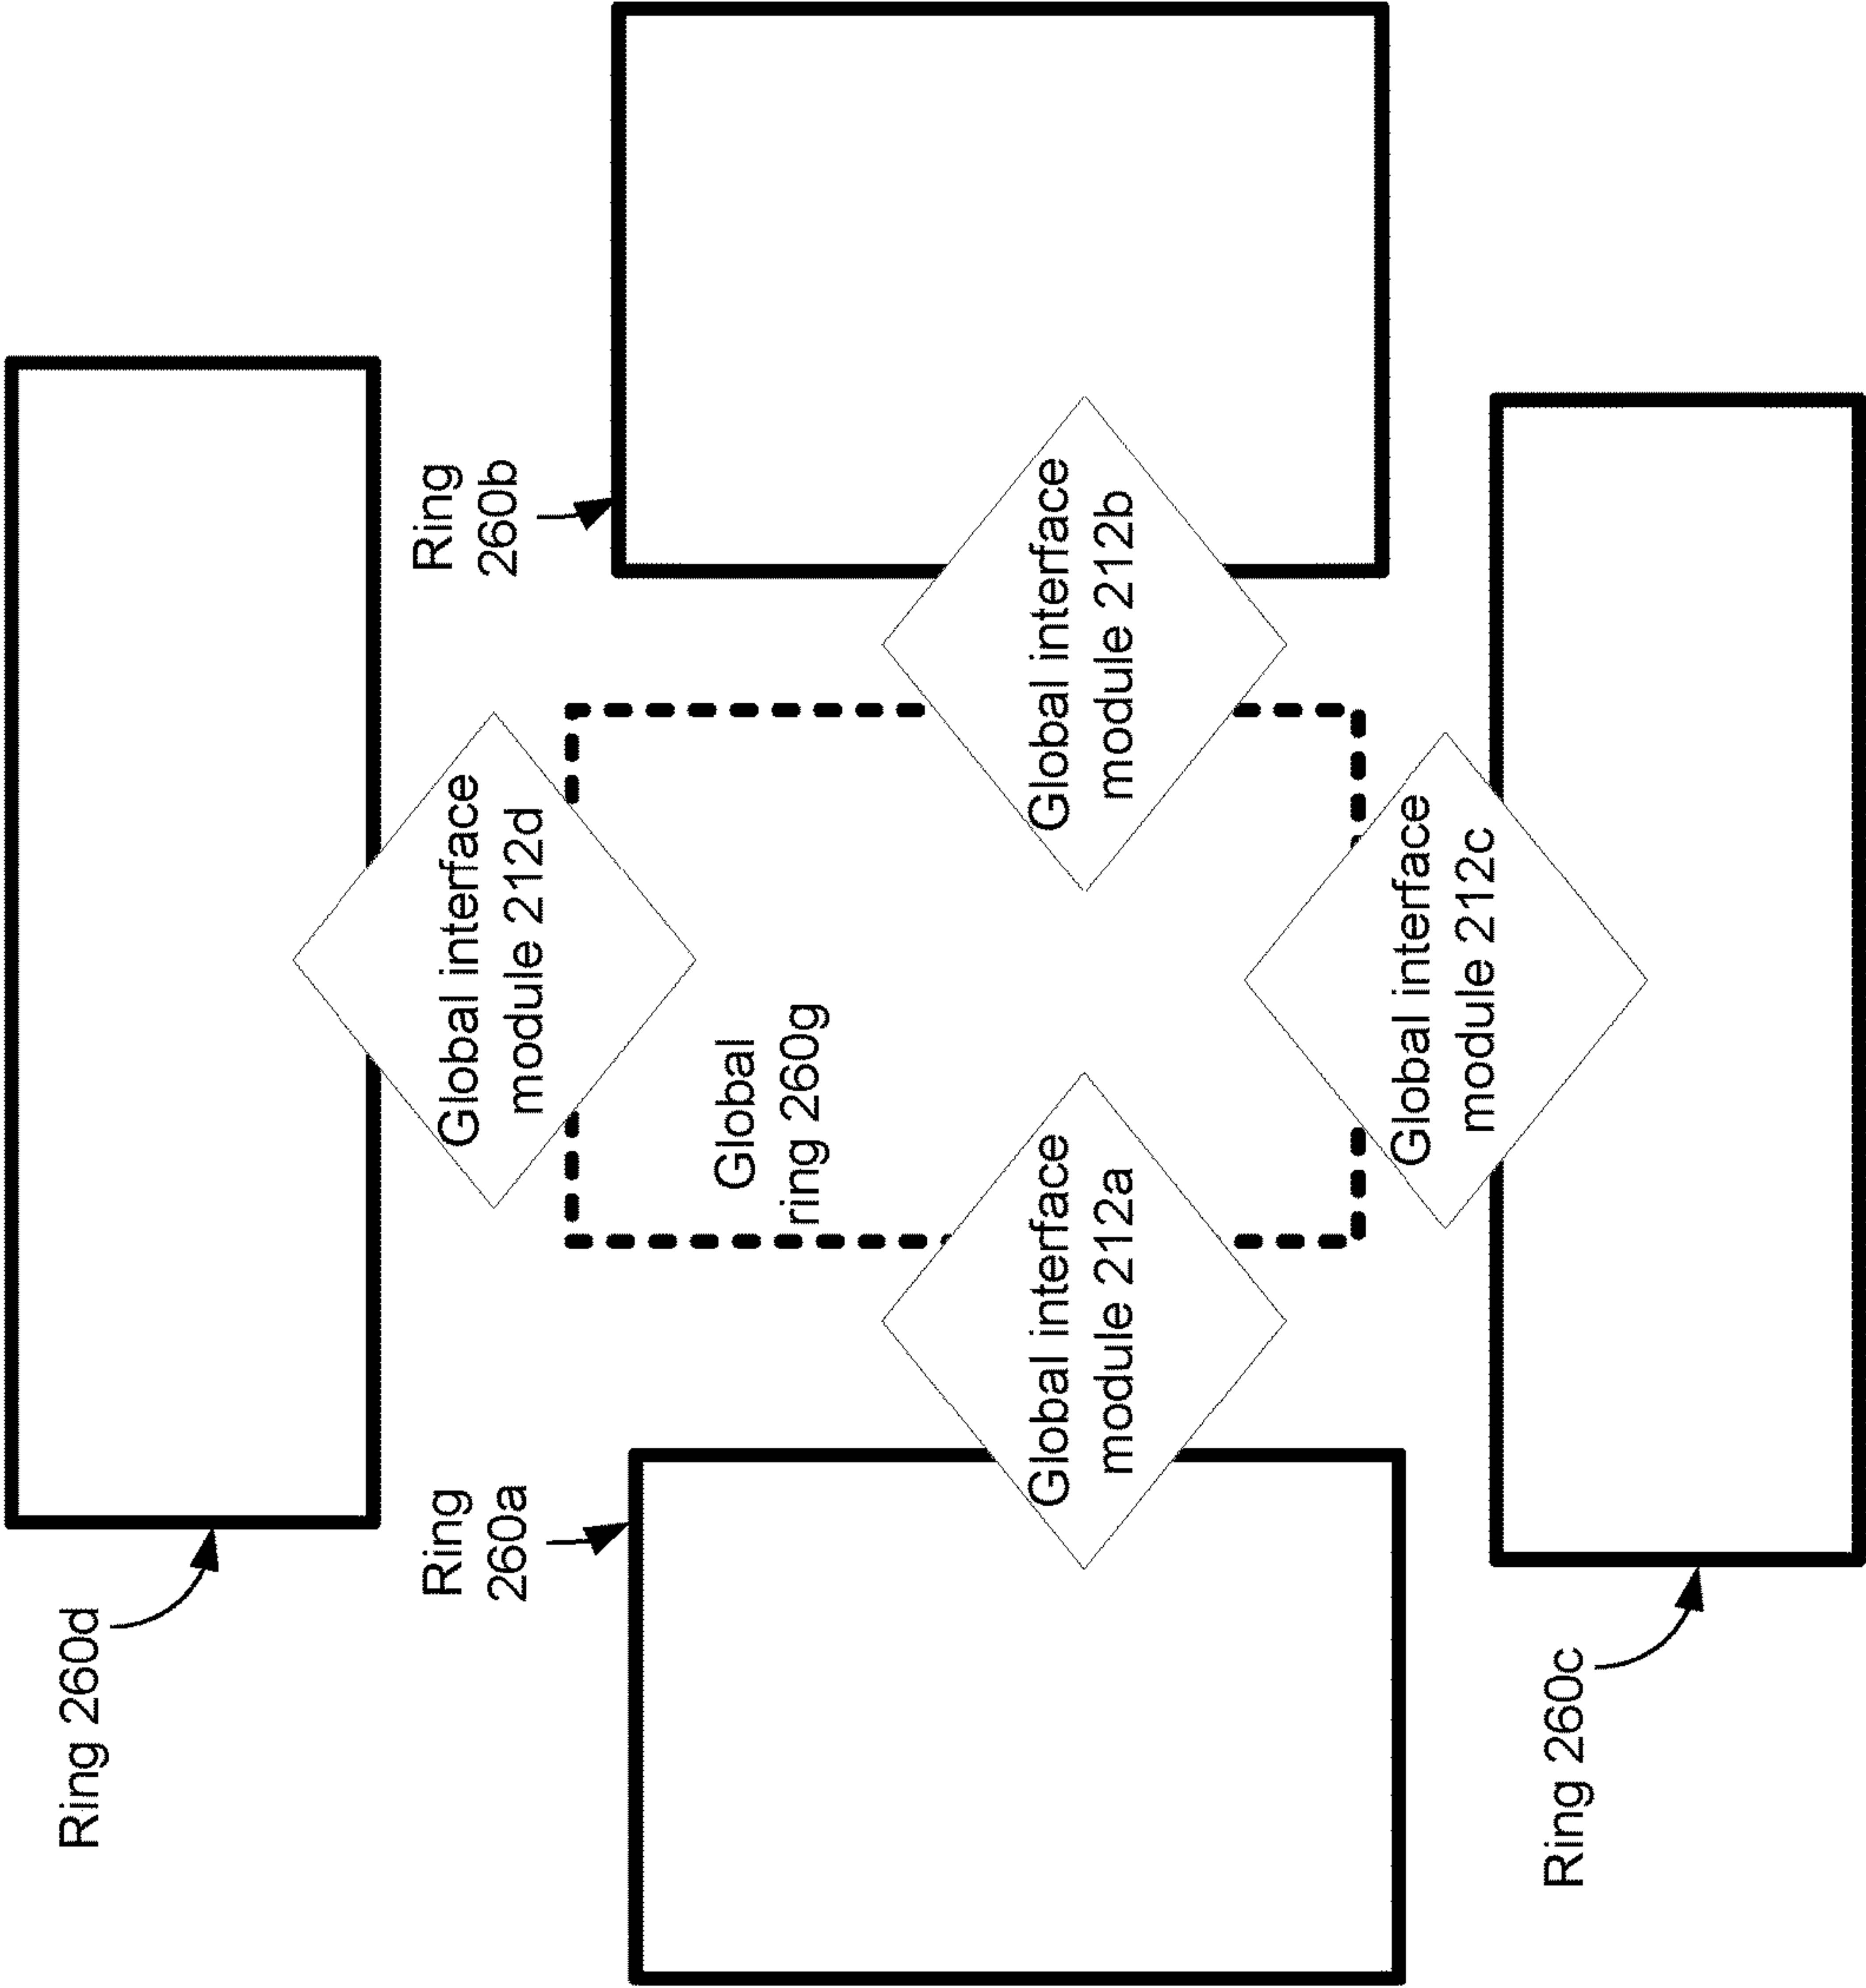 Ring 260d
Global interface
module 212d
Ring
260a
Ring
260b
Global
ring 260g
Global interface
module 212a
Global interface
module 212b
Global interface
module 212c
Ring 260c